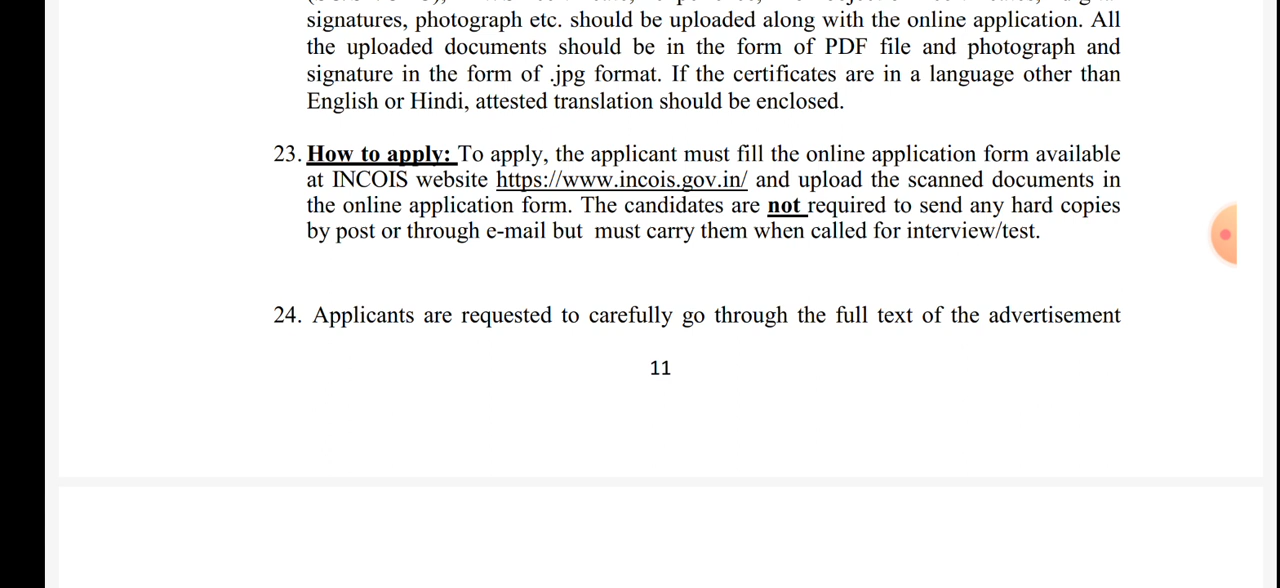 signatures, photograph etc. should be uploaded along with the online application. All
the uploaded documents should be in the form of PDF file and photograph and
signature in the form of .jpg format. If the certificates are in a language other than
English or Hindi, attested translation should be enclosed.
23. How to apply: To apply, the applicant must fill the online application form available
at INCOIS website https://www.incois.gov.in/ and upload the scanned documents in
the online application form. The candidates are not required to send any hard copies
by post or through e-mail but must carry them when called for interview/test.
24. Applicants are requested to carefully go through the full text of the advertisement
11